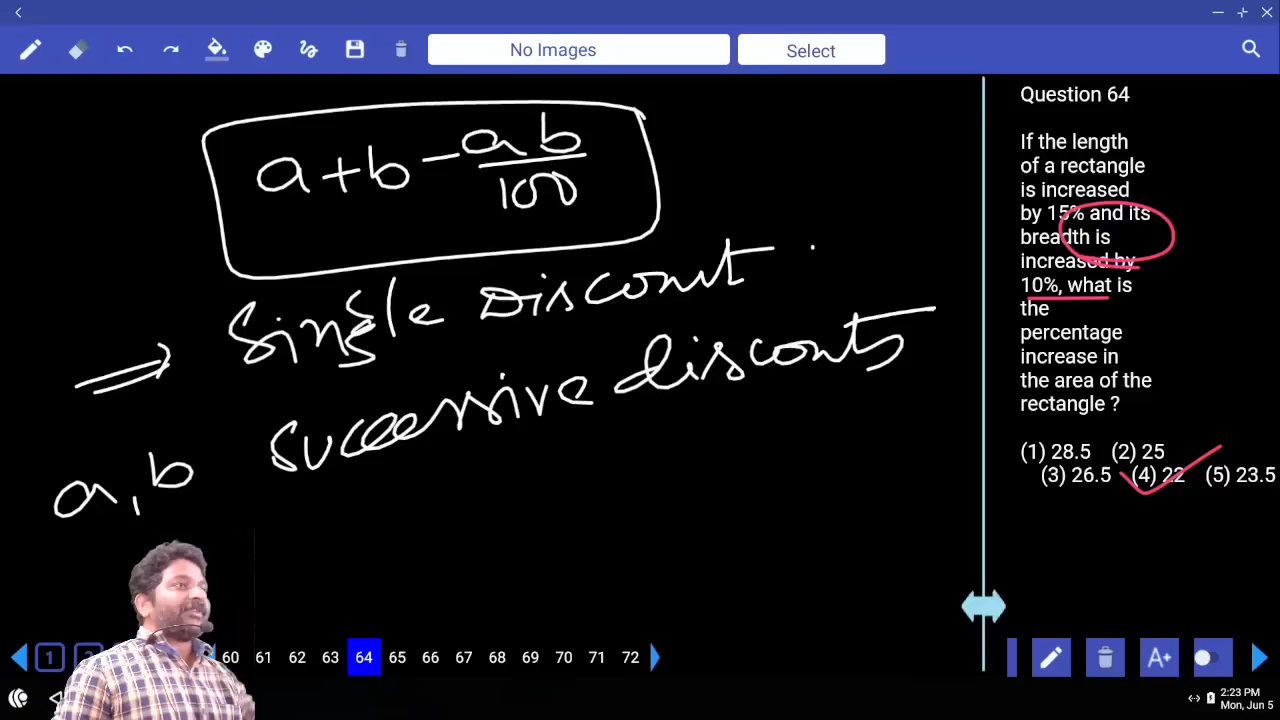 No Images
Select
a+b-ab/100
⇒ Single Discount
successive discounts
a,b
Question 64
If the length
of a rectangle
is increased
by 15% and its
breadth is
increased by
10%, what is
the
percentage
increase in
the area of the
rectangle ?
(1) 28.5 (2) 25
(3) 26.5 (4) 22 (5) 23.5
1 60 61 62 63 64 65 66 67 68 69 70 71 72
A+
2:23 PM
Mon, Jun 5